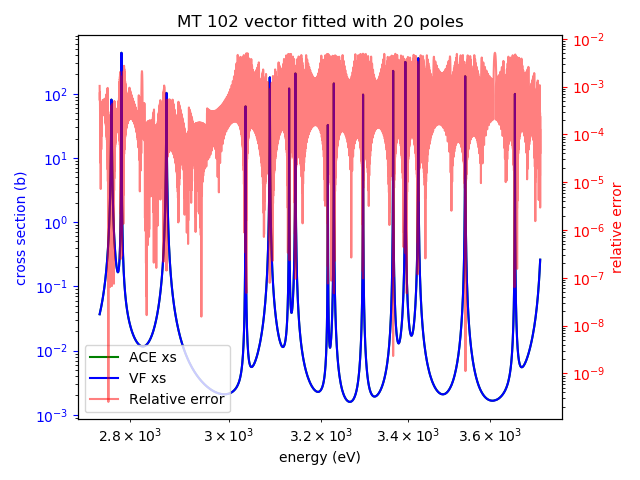 MT 102 vector fitted with 20 poles
10²
10¹
10⁰
10⁻¹
10⁻²
10⁻³
cross section (b)
10⁻²
10⁻³
10⁻⁴
10⁻⁵
10⁻⁶
10⁻⁷
10⁻⁸
10⁻⁹
relative error
ACE xs
VF xs
Relative error
2.8 × 10³ 3 × 10³ 3.2 × 10³ 3.4 × 10³ 3.6 × 10³
energy (eV)